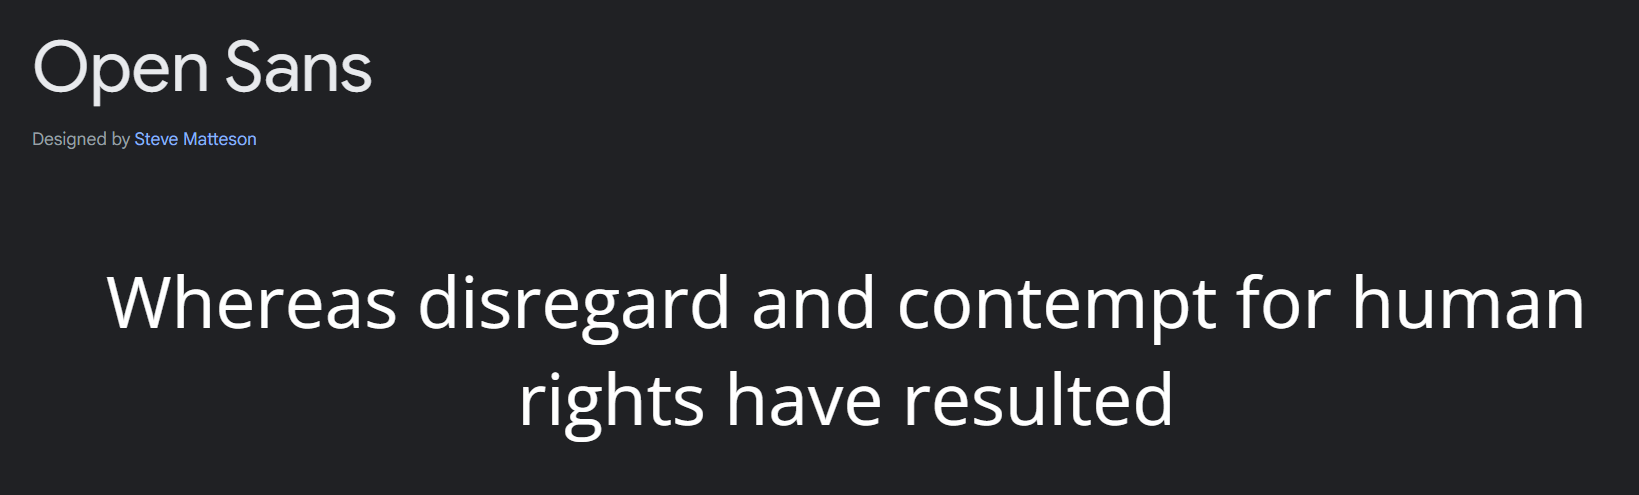 Open Sans
Designed by Steve Matteson
Whereas disregard and contempt for human
rights have resulted